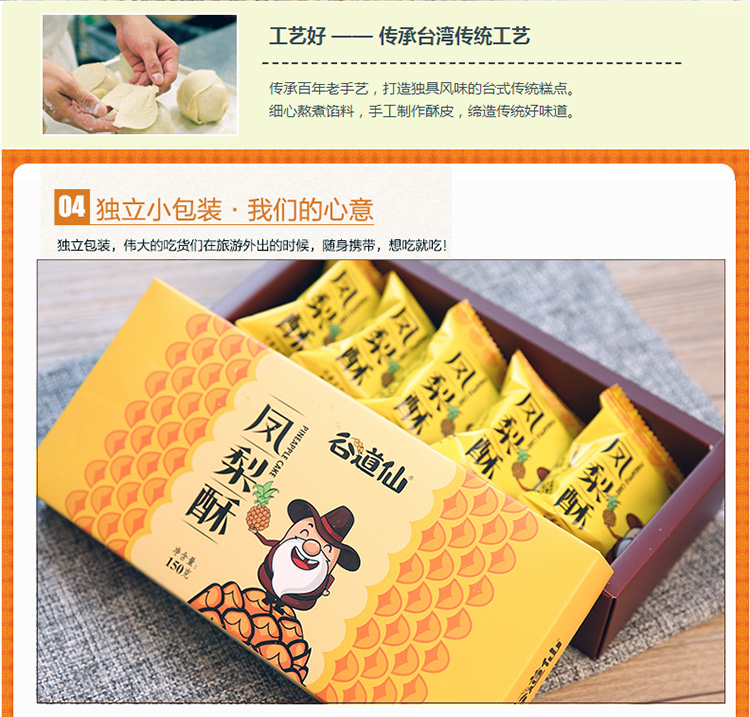 工艺好 —— 传承台湾传统工艺
传承百年老手艺，打造独具风味的台式传统糕点。
细心熬煮馅料，手工制作酥皮，缔造传统好味道。
04 独立小包装 · 我们的心意
独立包装，伟大的吃货们在旅游外出的时候，随身携带，想吃就吃！
凤梨酥
凤梨酥
凤梨酥
凤梨酥
凤梨酥
谷道仙®
凤梨酥
PINEAPPLE CAKE
净含量：
150克